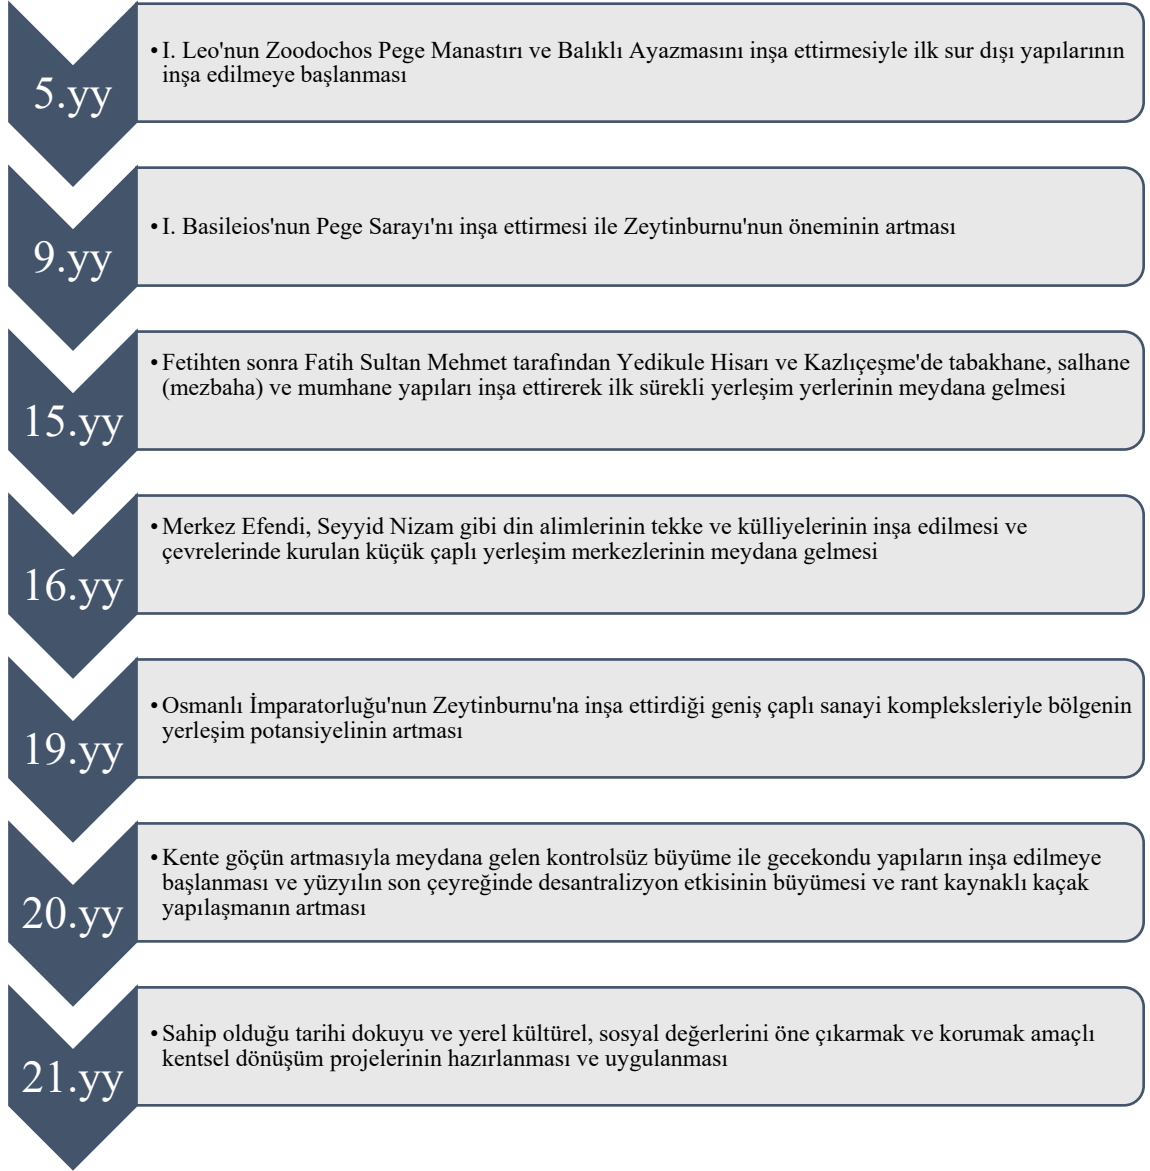 5.yy
• I. Leo'nun Zoodochos Pege Manastırı ve Balıklı Ayazmasını inşa ettirmesiyle ilk sur dışı yapılarının
inşa edilmeye başlanması
9.yy
• I. Basileios'nun Pege Sarayı'nı inşa ettirmesi ile Zeytinburnu'nun öneminin artması
15.yy
• Fetihten sonra Fatih Sultan Mehmet tarafından Yedikule Hisarı ve Kazlıçeşme'de tabakhane, salhane
(mezbaha) ve mumhane yapıları inşa ettirerek ilk sürekli yerleşim yerlerinin meydana gelmesi
16.yy
• Merkez Efendi, Seyyid Nizam gibi din alimlerinin tekke ve külliyelerinin inşa edilmesi ve
çevrelerinde kurulan küçük çaplı yerleşim merkezlerinin meydana gelmesi
19.yy
• Osmanlı İmparatorluğu'nun Zeytinburnu'na inşa ettirdiği geniş çaplı sanayi kompleksleriyle bölgenin
yerleşim potansiyelinin artması
20.yy
• Kente göçün artmasıyla meydana gelen kontrolsüz büyüme ile gecekondu yapıların inşa edilmeye
başlanması ve yüzyılın son çeyreğinde desantralizyon etkisinin büyümesi ve rant kaynaklı kaçak
yapılaşmanın artması
21.yy
• Sahip olduğu tarihi dokuyu ve yerel kültürel, sosyal değerlerini öne çıkarmak ve korumak amaçlı
kentsel dönüşüm projelerinin hazırlanması ve uygulanması